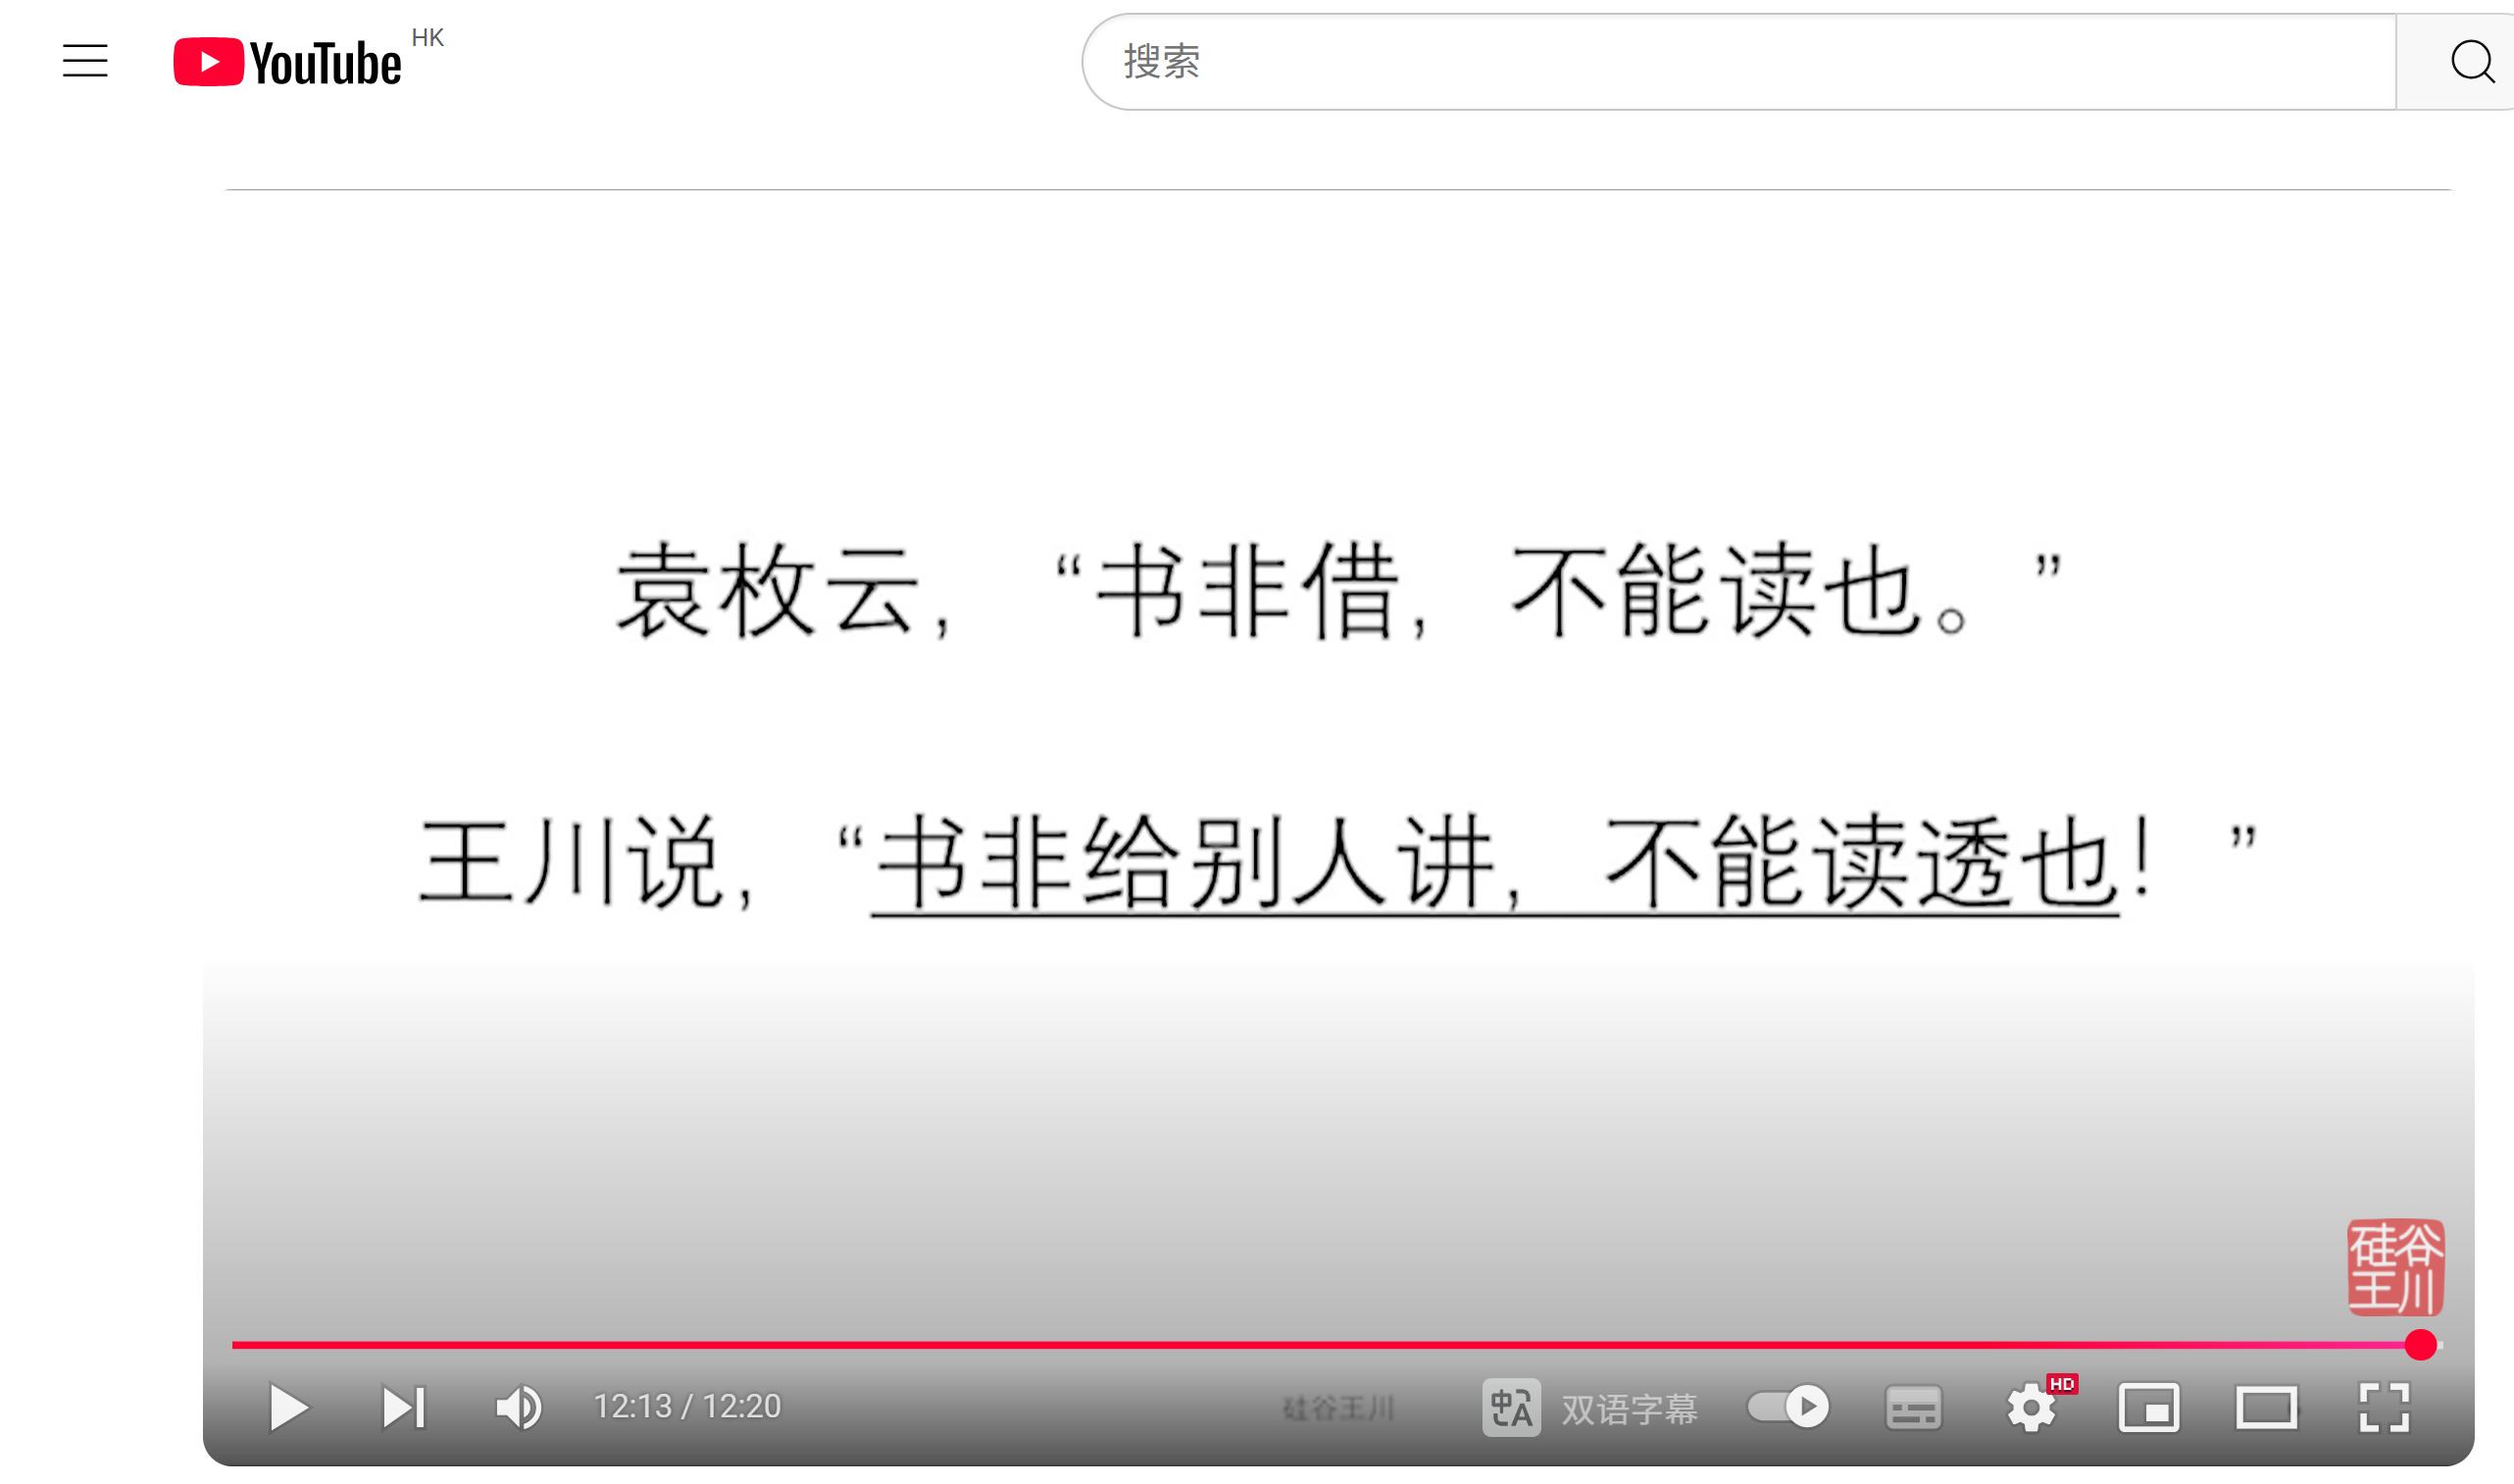 YouTube HK
搜索
袁枚云，“书非借，不能读也。”
王川说，“书非给别人讲，不能读透也！”
硅谷
王川
12:13 / 12:20
硅谷王川
中A
双语字幕
HD